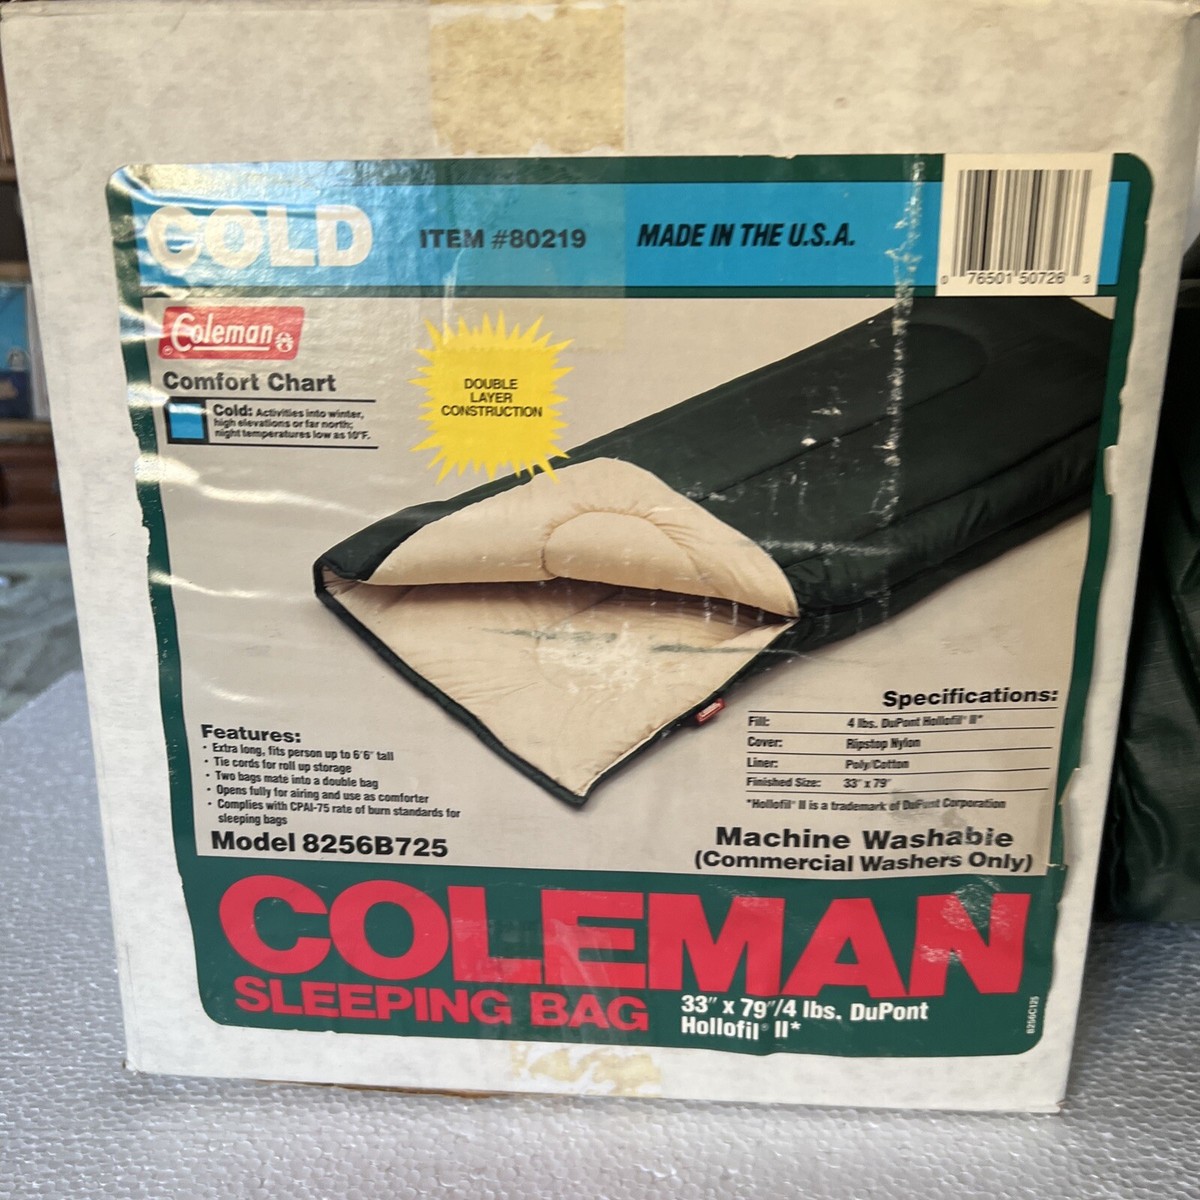 COLD
ITEM #80219
MADE IN THE U.S.A.
0 76501 50726 3
Coleman
Comfort Chart
Cold: Activities into winter,
high elevations or far north;
night temperatures low as 10°F.
DOUBLE
LAYER
CONSTRUCTION
Features:
• Extra long, fits person up to 6'6" tall
• Tie cords for roll up storage
• Two bags mate into a double bag
• Opens fully for airing and use as comforter
• Complies with CPAI-75 rate of burn standards for
sleeping bags
Model 8256B725
Specifications:
Fill: 4 lbs. DuPont Hollofil® II*
Cover: Ripstop Nylon
Liner: Poly/Cotton
Finished Size: 33" x 79"
*Hollofil® II is a trademark of DuPont Corporation
Machine Washable
(Commercial Washers Only)
COLEMAN
SLEEPING BAG
33" x 79"/4 lbs. DuPont
Hollofil® II*
8256C125